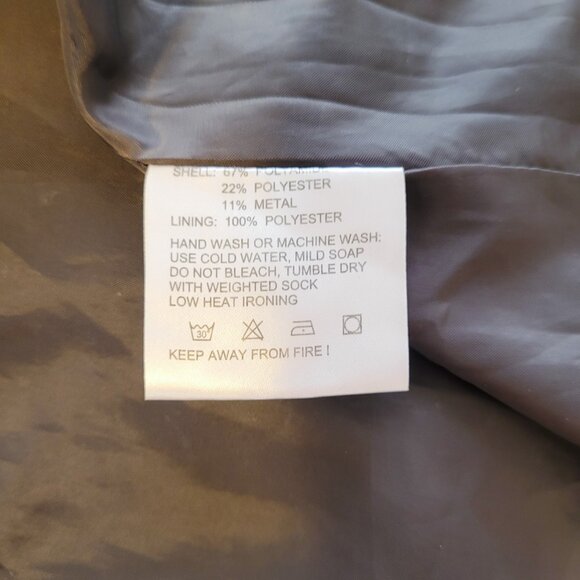 SHELL: 67% POLYAMIDE
22% POLYESTER
11% METAL
LINING: 100% POLYESTER
HAND WASH OR MACHINE WASH:
USE COLD WATER, MILD SOAP
DO NOT BLEACH, TUMBLE DRY
WITH WEIGHTED SOCK
LOW HEAT IRONING
30°
KEEP AWAY FROM FIRE !